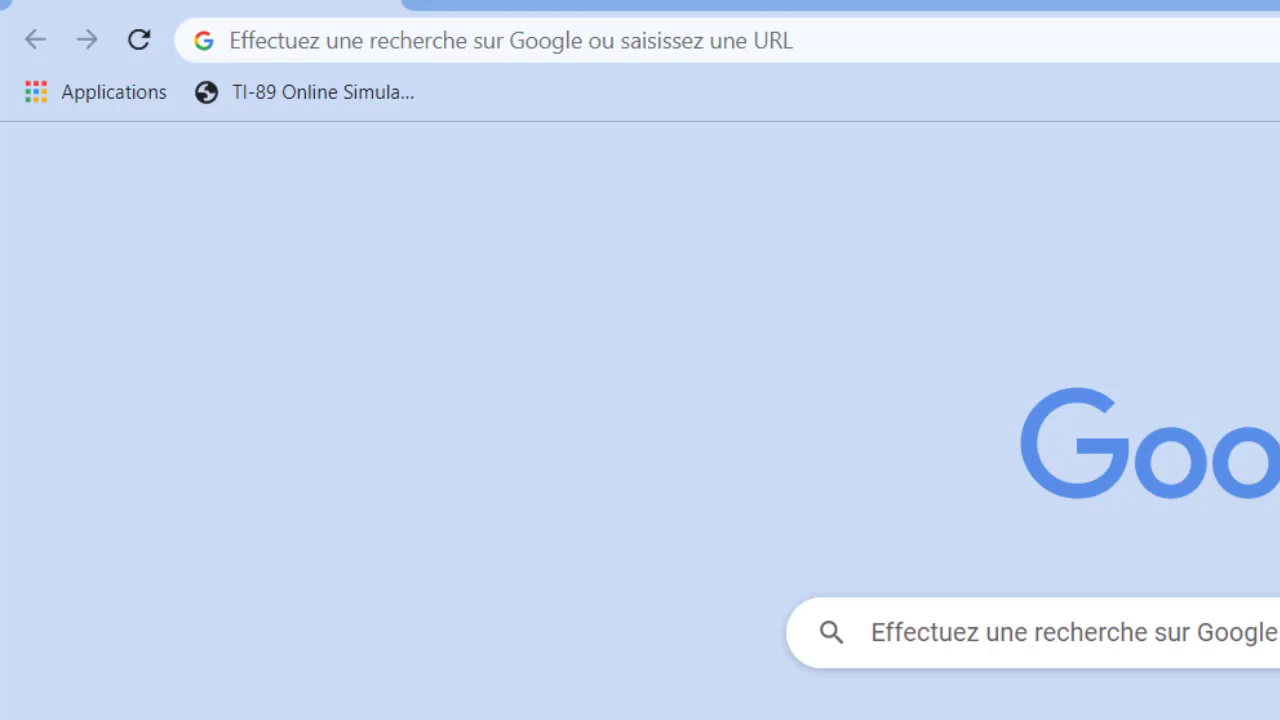 Effectuez une recherche sur Google ou saisissez une URL
Applications TI-89 Online Simula...
Goo
Effectuez une recherche sur Google